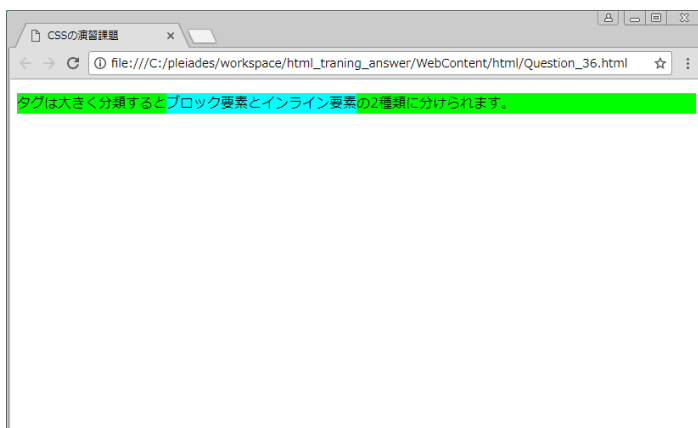 CSSの演習課題
file:///C:/pleiades/workspace/html_traning_answer/WebContent/html/Question_36.html
タグは大きく分類するとブロック要素とインライン要素の2種類に分けられます。